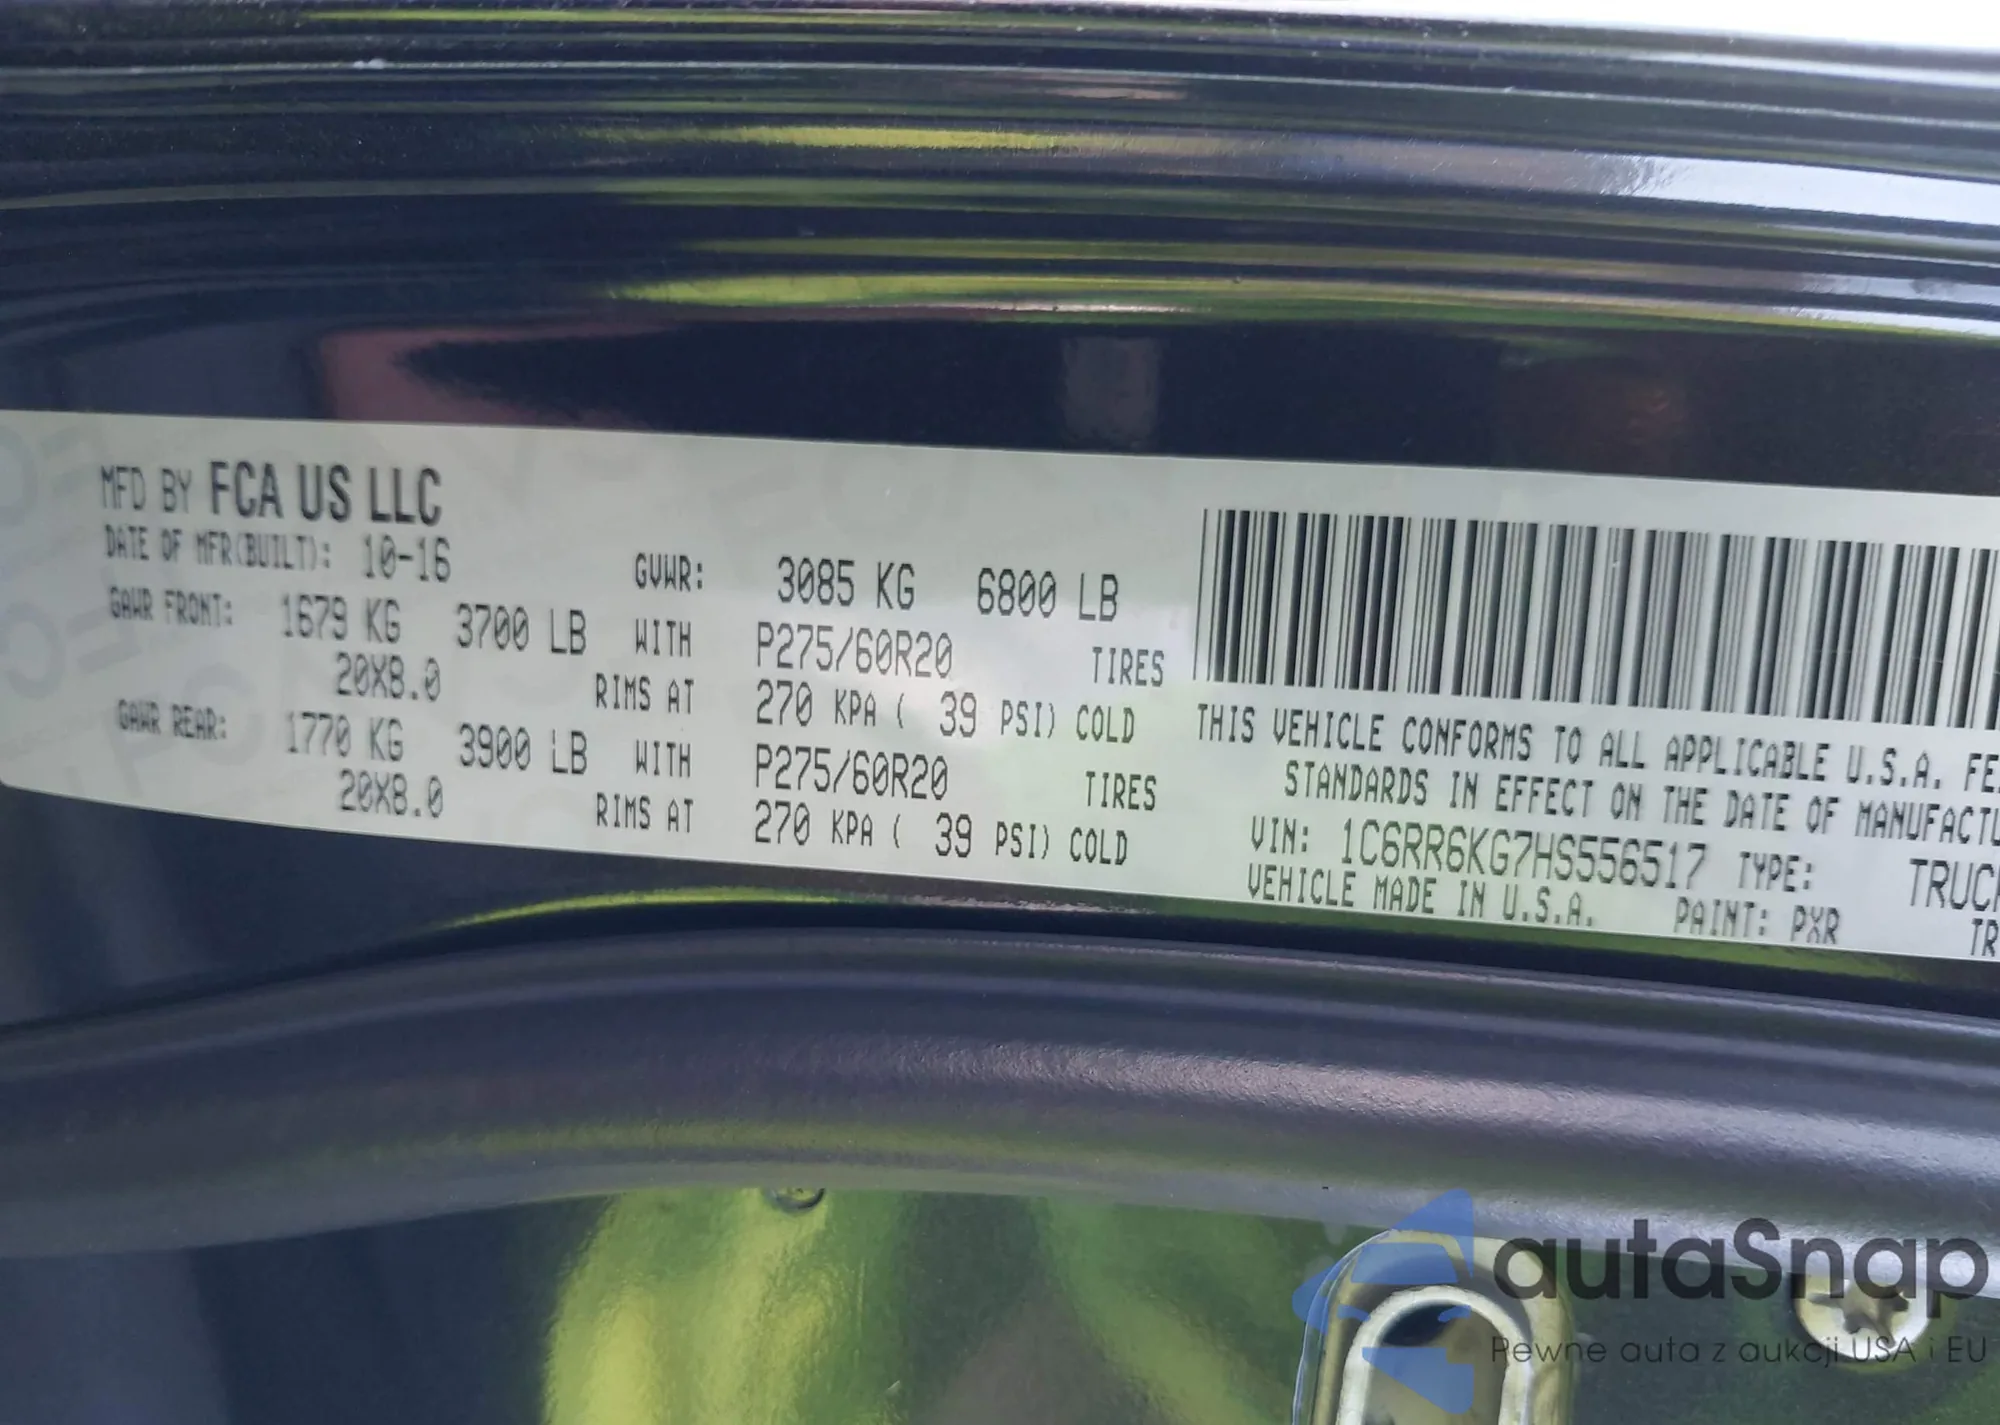 MFD BY FCA US LLC
DATE OF MFR(BUILT): 10-16
GVWR: 3085 KG 6800 LB
GAWR FRONT: 1679 KG 3700 LB WITH P275/60R20 TIRES
20X8.0 RIMS AT 270 KPA ( 39 PSI) COLD
GAWR REAR: 1770 KG 3900 LB WITH P275/60R20 TIRES
20X8.0 RIMS AT 270 KPA ( 39 PSI) COLD
THIS VEHICLE CONFORMS TO ALL APPLICABLE U.S.A.
STANDARDS IN EFFECT ON THE DATE OF
VIN: 1C6RR6KG7HS556517 TYPE:
VEHICLE MADE IN U.S.A. PAINT: PXR
autaSnap
Pewne auta z aukcji USA i EU